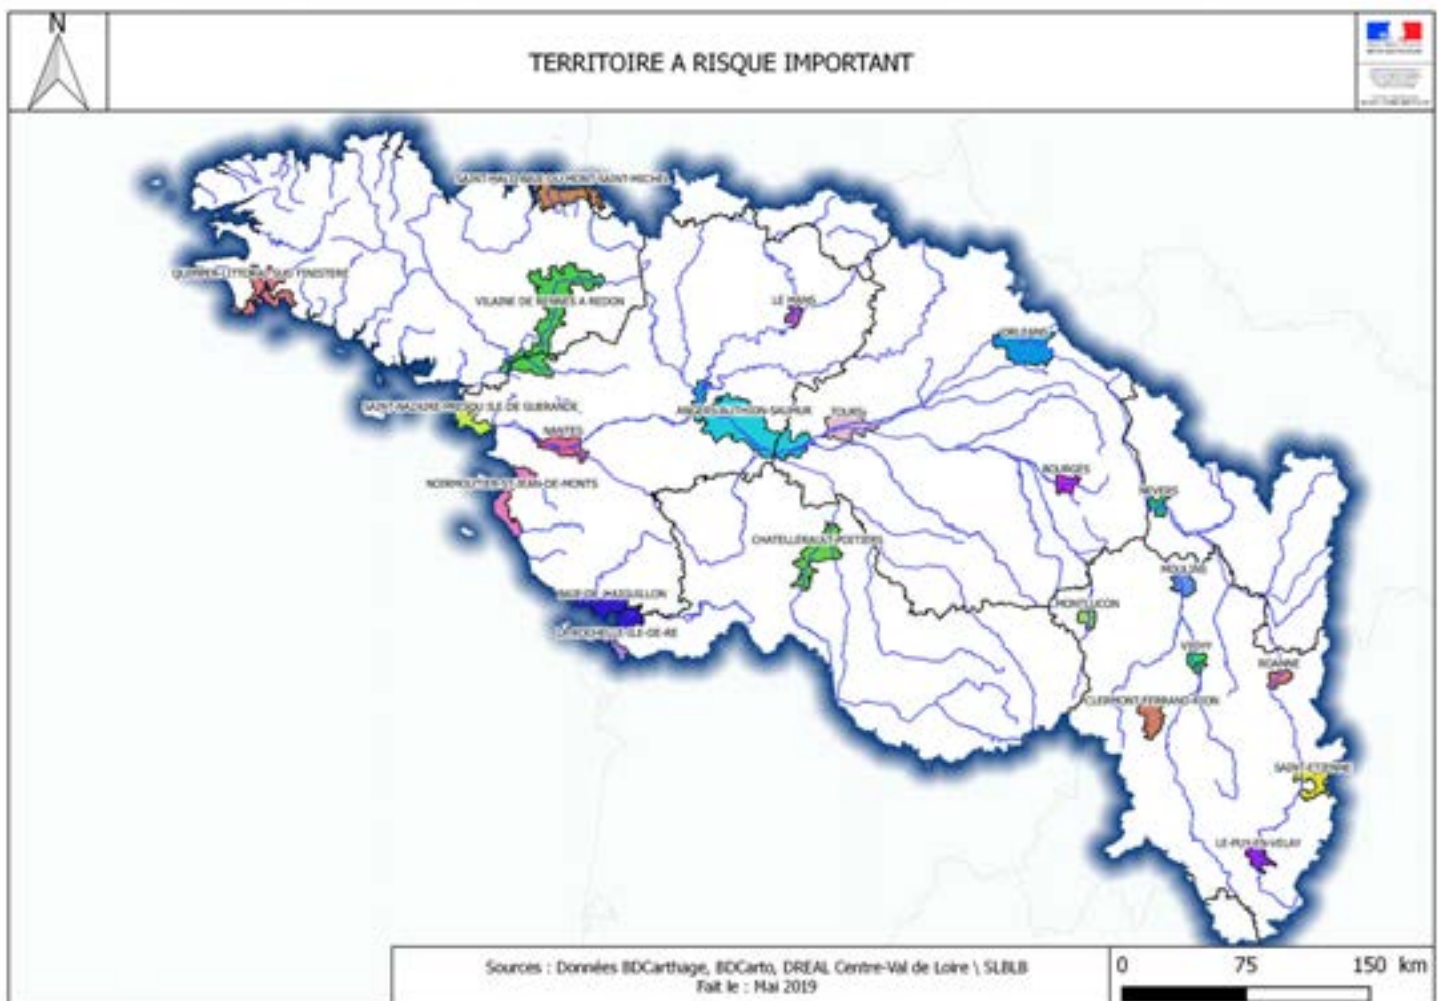 N
TERRITOIRE A RISQUE IMPORTANT
SAINT-MALO-BAIE DU MONT-SAINT-MICHEL
QUIMPER-LITTORAL SUD FINISTERE
VILAINE DE RENNES A REDON
LE MANS
ORLEANS
SAINT-NAZAIRE-PRESQU ILE DE GUERANDE
ANGERS-AUTHION-SAUMUR
TOURS
NANTES
BOURGES
NOIRMOUTIER-ST-JEAN-DE-MONTS
NEVERS
CHATELLERAULT-POITIERS
MOULINS
BAIE DE L'AIGUILLON
MONTLUCON
LA ROCHELLE-ILE-DE-RE
VICHY
ROANNE
CLERMONT-FERRAND-RIOM
SAINT-ETIENNE
LE-PUY-EN-VELAY
Sources : Données BDCarthage, BDCarto, DREAL Centre-Val de Loire \ SLBLB
Fait le : Mai 2019
0 75 150 km